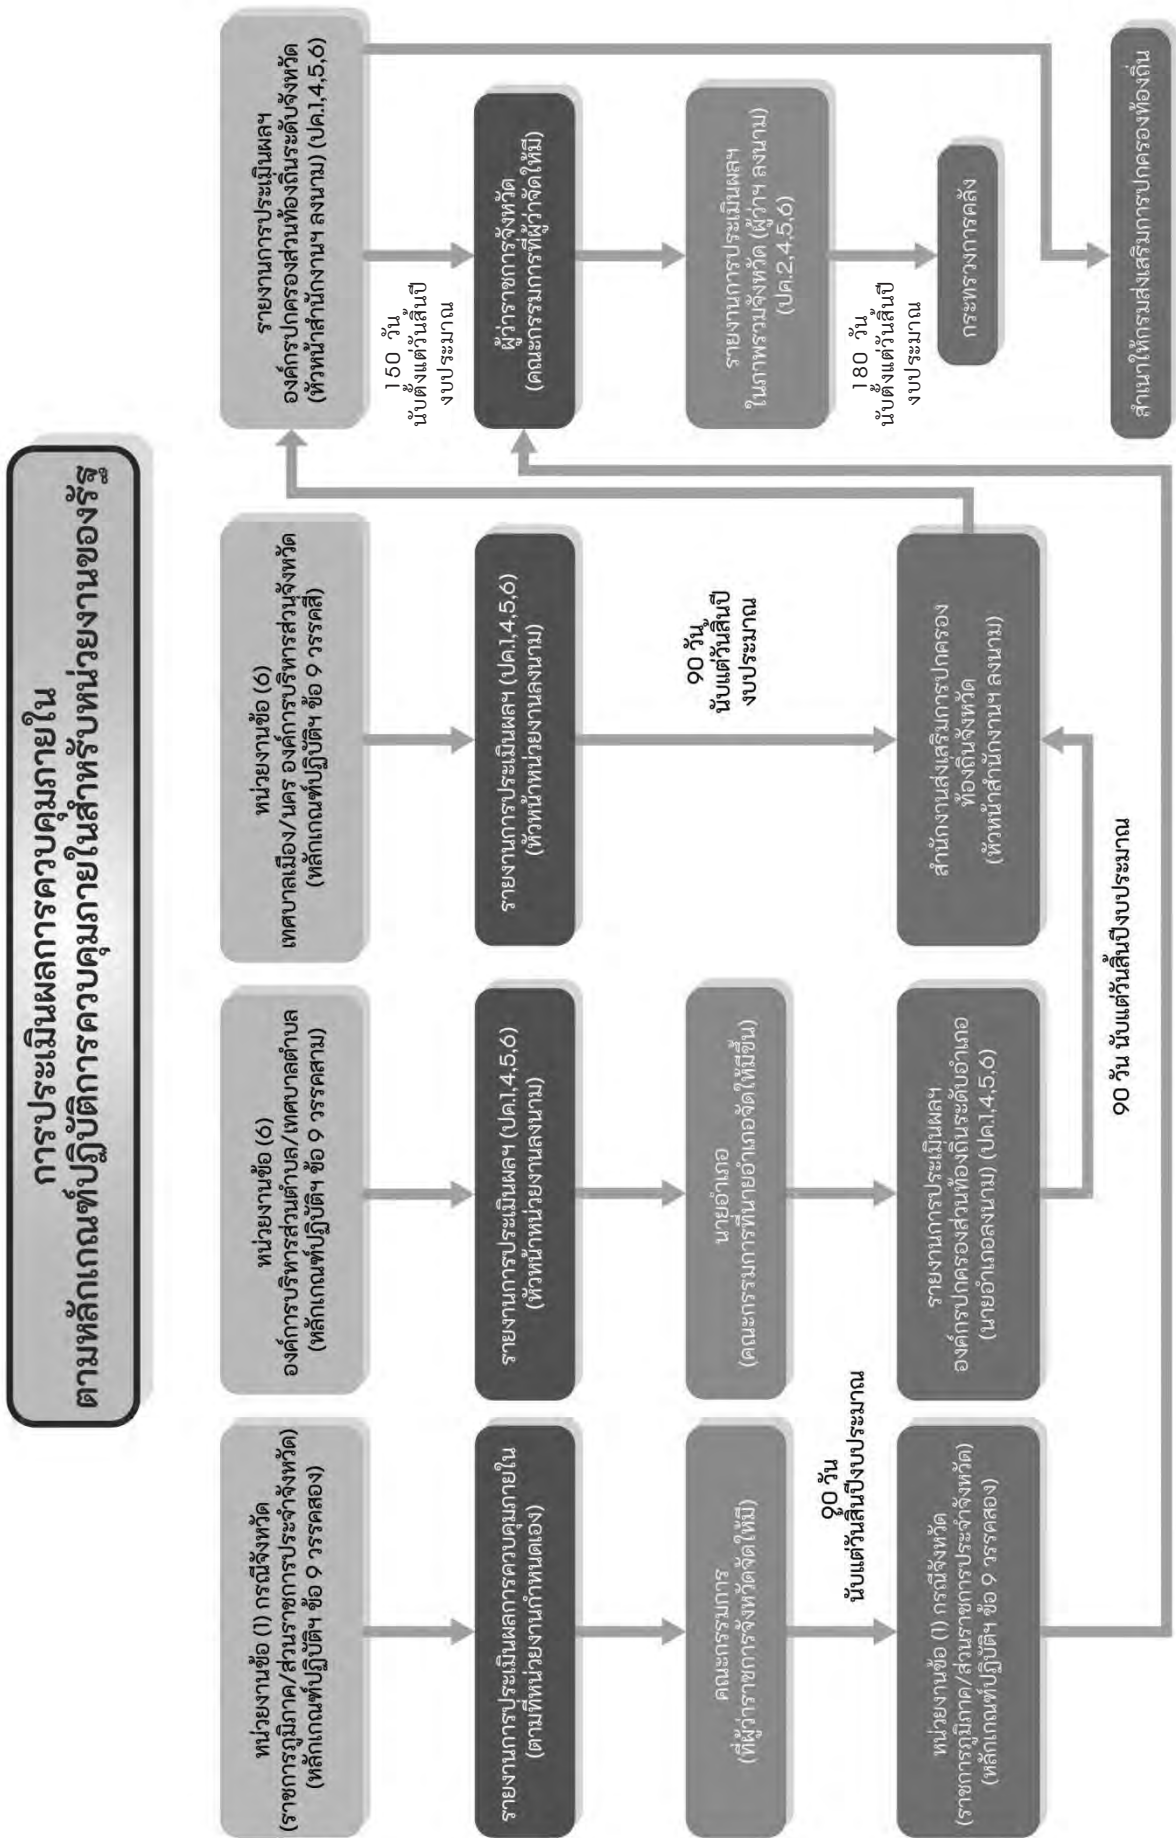 การประเมินผลการควบคุมภายใน
ตามหลักเกณฑ์ปฏิบัติการควบคุมภายในสำหรับหน่วยงานของรัฐ
หน่วยงานข้อ (1) กรณีจังหวัด
(ราชการภูมิภาค/ส่วนราชการประจำจังหวัด)
(หลักเกณฑ์ปฏิบัติฯ ข้อ 9 วรรคสอง)
รายงานการประเมินผลการควบคุมภายใน
(ตามที่หน่วยงานกำหนดเอง)
คณะกรรมการ
(ที่ผู้ว่าราชการจังหวัดจัดให้มี)
90 วัน
นับแต่วันสิ้นปีงบประมาณ
หน่วยงานข้อ (1) กรณีจังหวัด
(ราชการภูมิภาค/ส่วนราชการประจำจังหวัด)
(หลักเกณฑ์ปฏิบัติฯ ข้อ 9 วรรคสอง)
หน่วยงานข้อ (6)
องค์การบริหารส่วนตำบล/เทศบาลตำบล
(หลักเกณฑ์ปฏิบัติฯ ข้อ 9 วรรคสาม)
รายงานการประเมินผลฯ (ปค.1,4,5,6)
(หัวหน้าหน่วยงานลงนาม)
นายอำเภอ
(คณะกรรมการที่นายอำเภอจัดให้มีขึ้น)
รายงานการประเมินผลฯ
องค์กรปกครองส่วนท้องถิ่นระดับอำเภอ
(นายอำเภอลงนาม) (ปค.1,4,5,6)
90 วัน นับแต่วันสิ้นปีงบประมาณ
หน่วยงานข้อ (6)
เทศบาลเมือง/นคร องค์การบริหารส่วนจังหวัด
(หลักเกณฑ์ปฏิบัติฯ ข้อ 9 วรรคสี่)
รายงานการประเมินผลฯ (ปค.1,4,5,6)
(หัวหน้าหน่วยงานลงนาม)
90 วัน
นับแต่วันสิ้นปี
งบประมาณ
สำนักงานส่งเสริมการปกครอง
ท้องถิ่นจังหวัด
(หัวหน้าสำนักงานฯ ลงนาม)
รายงานการประเมินผลฯ
องค์กรปกครองส่วนท้องถิ่นระดับจังหวัด
(หัวหน้าสำนักงานฯ ลงนาม) (ปค.1,4,5,6)
150 วัน
นับตั้งแต่วันสิ้นปี
งบประมาณ
ผู้ว่าราชการจังหวัด
(คณะกรรมการที่ผู้ว่าจัดให้มี)
รายงานการประเมินผลฯ
ในภาพรวมจังหวัด (ผู้ว่าฯ ลงนาม)
(ปค.2,4,5,6)
180 วัน
นับตั้งแต่วันสิ้นปี
งบประมาณ
กระทรวงการคลัง
สำเนาให้กรมส่งเสริมการปกครองท้องถิ่น